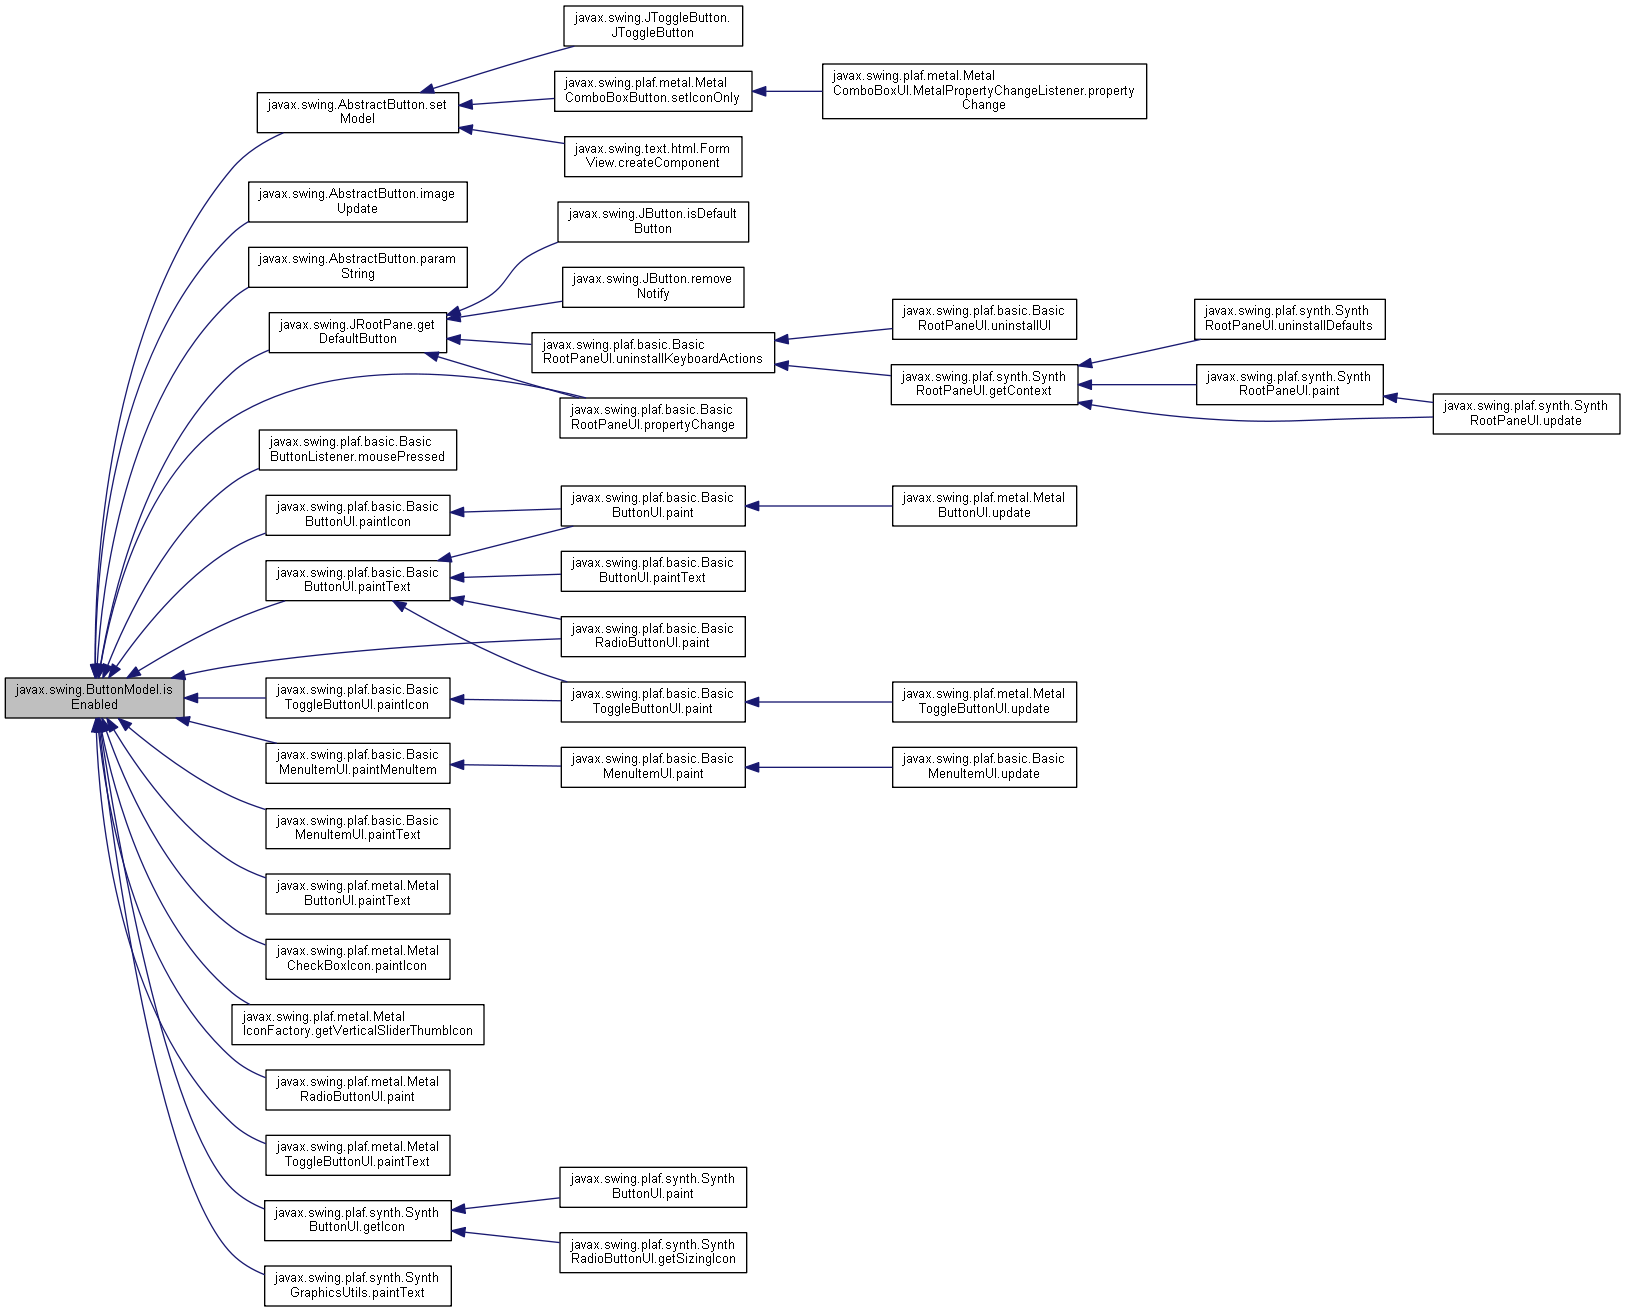 javax.swing.JToggleButton.
JToggleButton
javax.swing.plaf.metal.Metal
ComboBoxButton.setIconOnly
javax.swing.plaf.metal.Metal
ComboBoxUI.MetalPropertyChangeListener.property
Change
javax.swing.AbstractButton.set
Model
javax.swing.text.html.Form
View.createComponent
javax.swing.AbstractButton.image
Update
javax.swing.JButton.isDefault
Button
javax.swing.AbstractButton.param
String
javax.swing.JButton.remove
Notify
javax.swing.JRootPane.get
DefaultButton
javax.swing.plaf.basic.Basic
RootPaneUI.uninstallKeyboardActions
javax.swing.plaf.basic.Basic
RootPaneUI.uninstallUI
javax.swing.plaf.synth.Synth
RootPaneUI.uninstallDefaults
javax.swing.plaf.synth.Synth
RootPaneUI.getContext
javax.swing.plaf.synth.Synth
RootPaneUI.paint
javax.swing.plaf.synth.Synth
RootPaneUI.update
javax.swing.plaf.basic.Basic
RootPaneUI.propertyChange
javax.swing.plaf.basic.Basic
ButtonListener.mousePressed
javax.swing.plaf.basic.Basic
ButtonUI.paintIcon
javax.swing.plaf.basic.Basic
ButtonUI.paint
javax.swing.plaf.metal.Metal
ButtonUI.update
javax.swing.plaf.basic.Basic
ButtonUI.paintText
javax.swing.plaf.basic.Basic
ButtonUI.paintText
javax.swing.plaf.basic.Basic
RadioButtonUI.paint
javax.swing.ButtonModel.is
Enabled
javax.swing.plaf.basic.Basic
ToggleButtonUI.paintIcon
javax.swing.plaf.basic.Basic
ToggleButtonUI.paint
javax.swing.plaf.metal.Metal
ToggleButtonUI.update
javax.swing.plaf.basic.Basic
MenuItemUI.paintMenuItem
javax.swing.plaf.basic.Basic
MenuItemUI.paint
javax.swing.plaf.basic.Basic
MenuItemUI.update
javax.swing.plaf.basic.Basic
MenuItemUI.paintText
javax.swing.plaf.metal.Metal
ButtonUI.paintText
javax.swing.plaf.metal.Metal
CheckBoxIcon.paintIcon
javax.swing.plaf.metal.Metal
IconFactory.getVerticalSliderThumbIcon
javax.swing.plaf.metal.Metal
RadioButtonUI.paint
javax.swing.plaf.metal.Metal
ToggleButtonUI.paintText
javax.swing.plaf.synth.Synth
ButtonUI.paint
javax.swing.plaf.synth.Synth
ButtonUI.getIcon
javax.swing.plaf.synth.Synth
RadioButtonUI.getSizingIcon
javax.swing.plaf.synth.Synth
GraphicsUtils.paintText